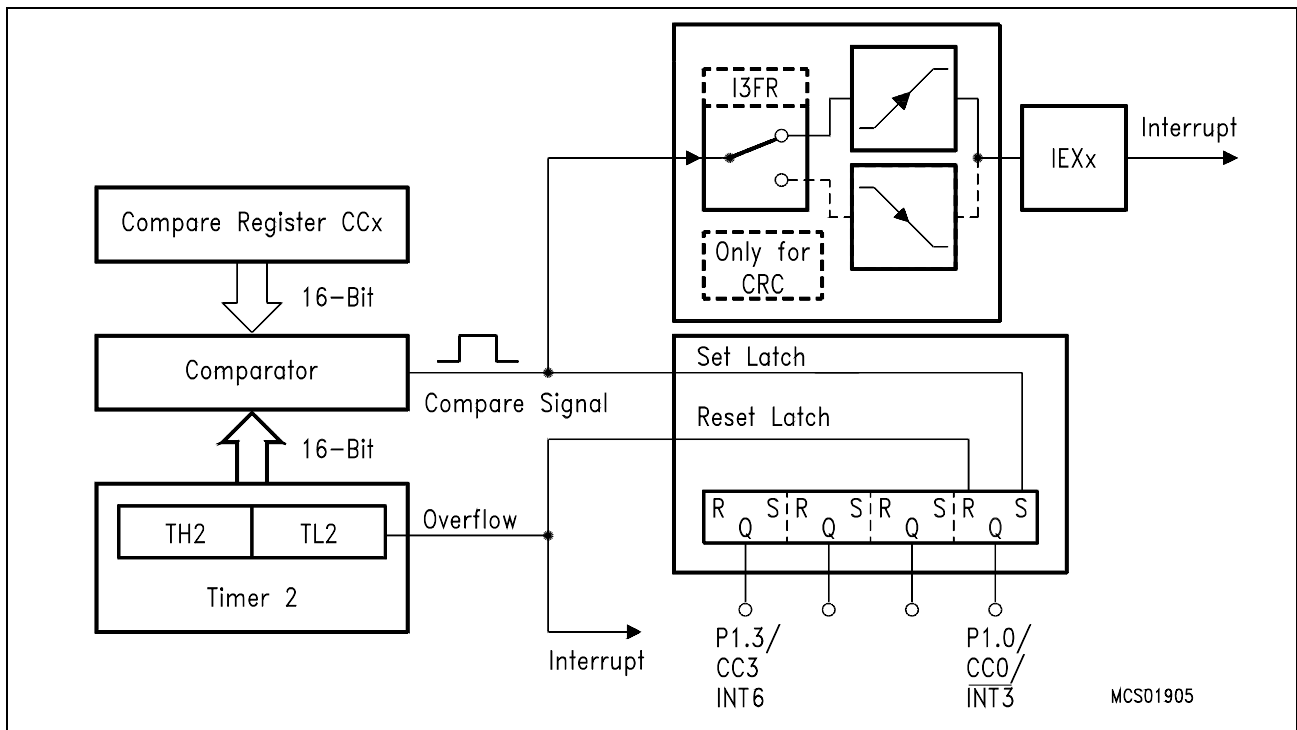 I3FR
Only for
CRC
IEXx
Interrupt
Compare Register CCx
16-Bit
Comparator
Compare Signal
16-Bit
TH2
TL2
Timer 2
Overflow
Interrupt
Set Latch
Reset Latch
R S R S R S R S
Q Q Q Q
P1.3/
CC3
INT6
P1.0/
CC0/
INT3
MCS01905